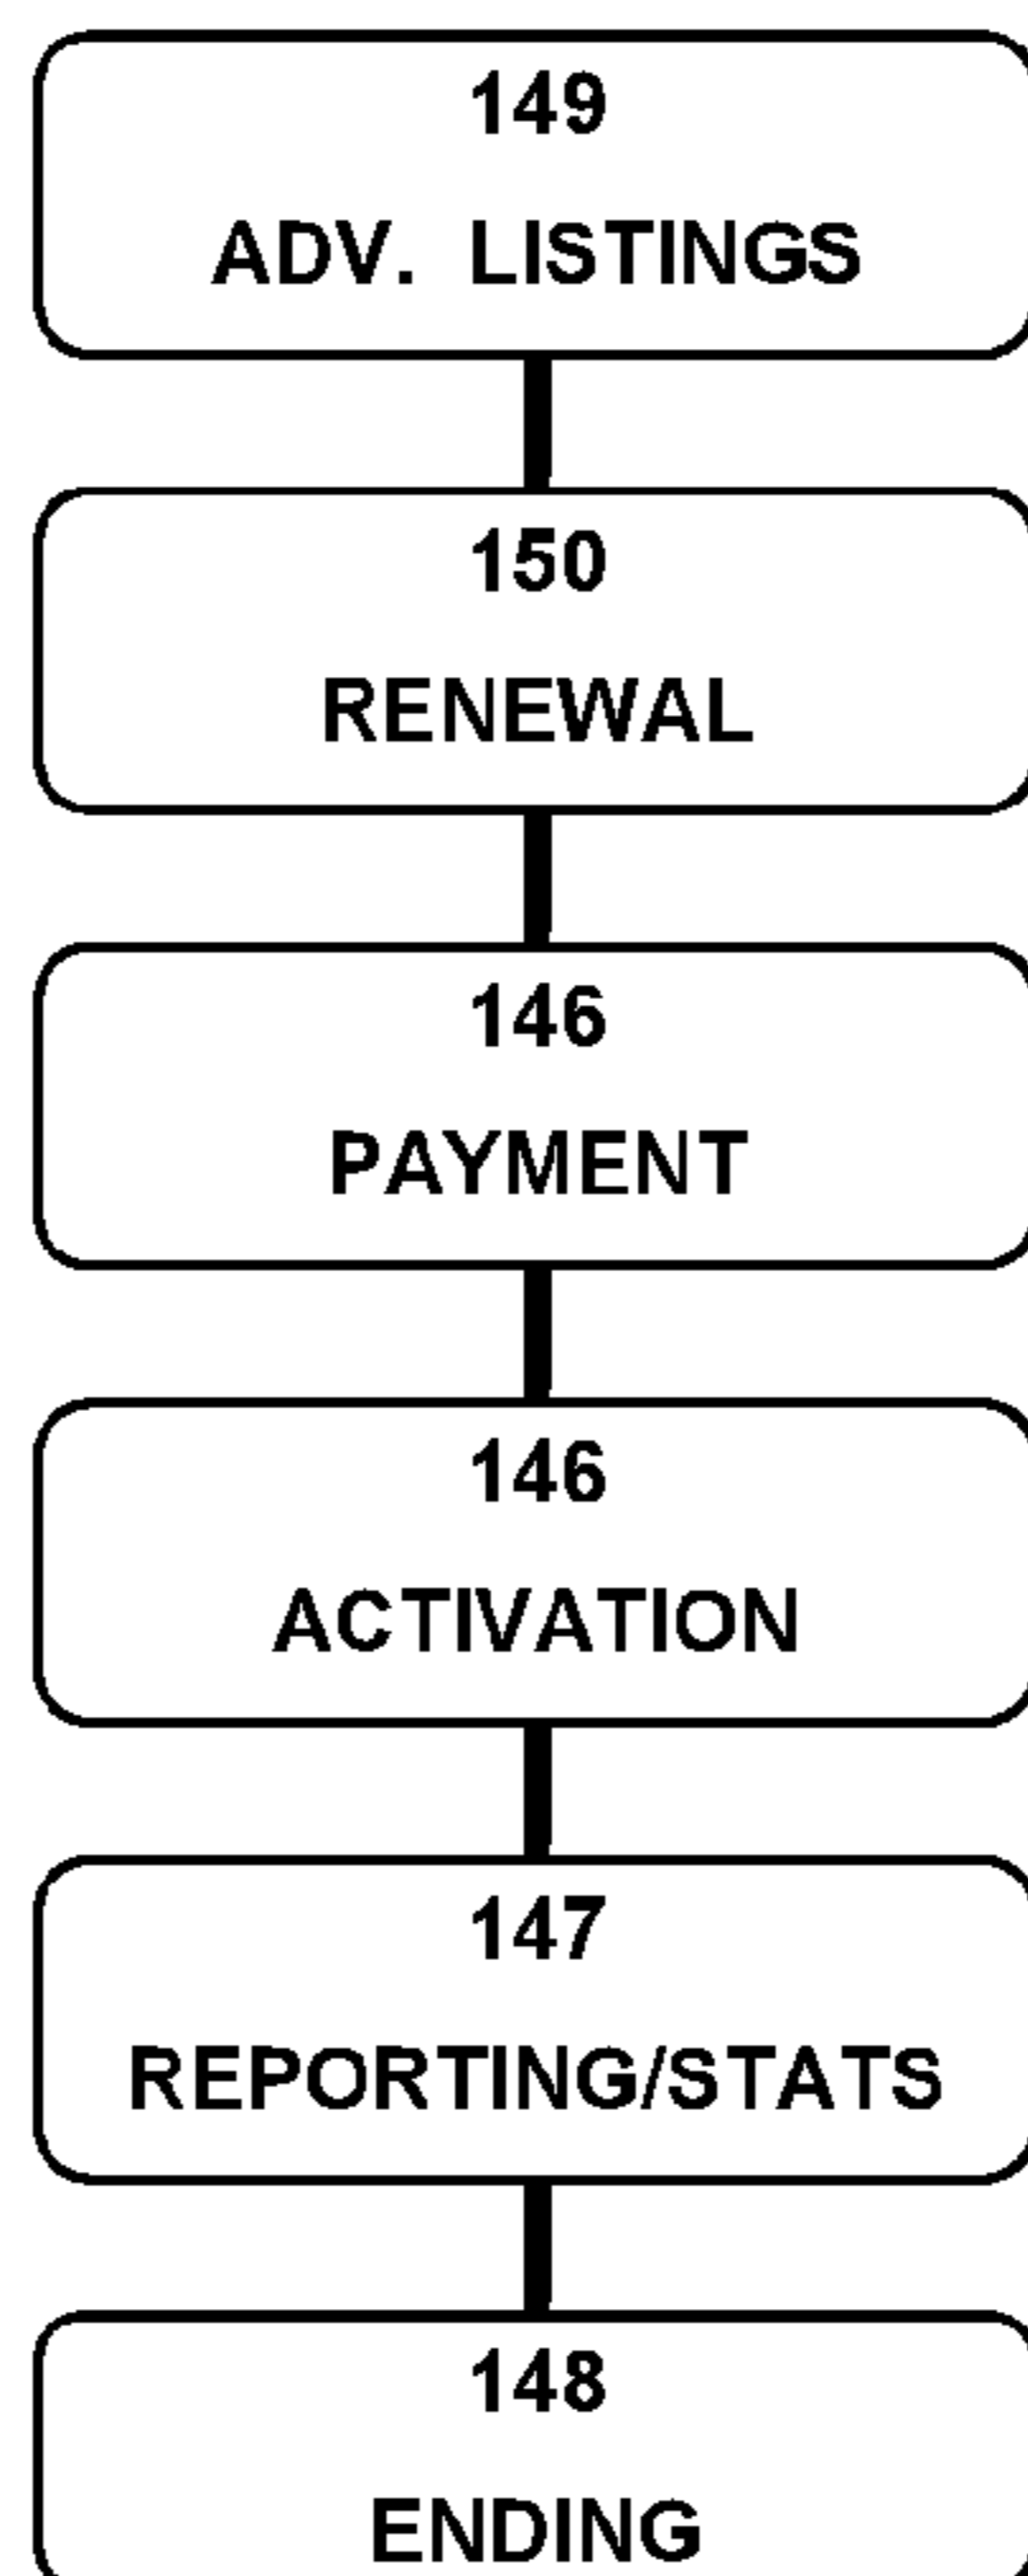 149
ADV. LISTINGS
150
RENEWAL
146
PAYMENT
146
ACTIVATION
147
REPORTING/STATS
148
ENDING